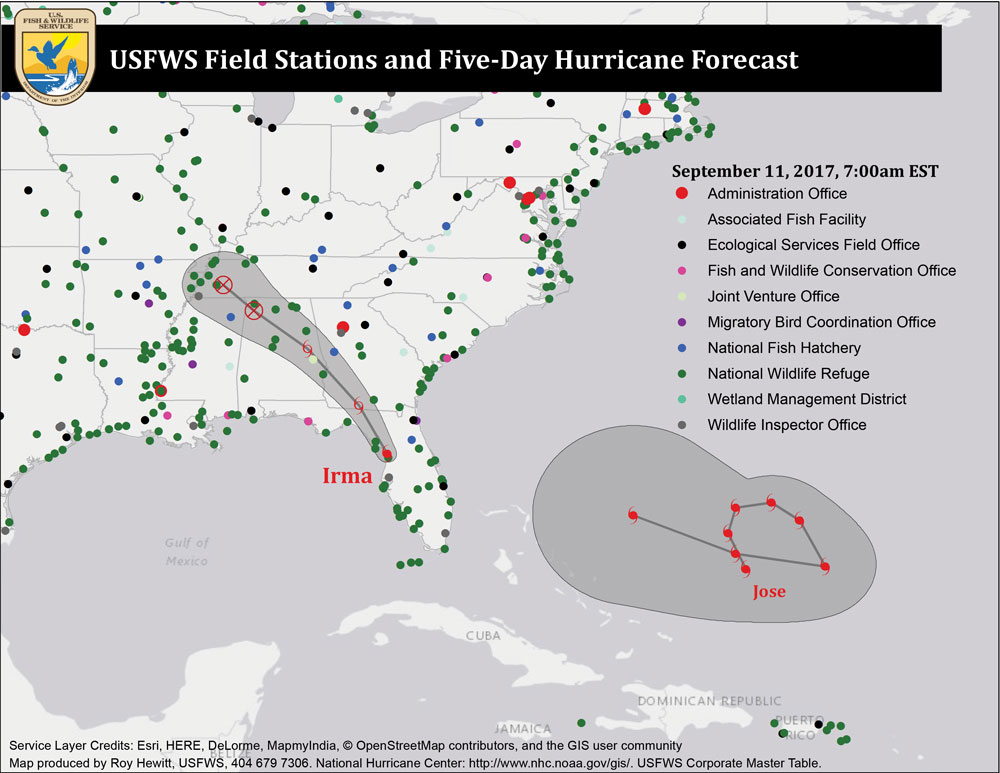 U.S.
FISH & WILDLIFE
SERVICE
DEPARTMENT OF THE INTERIOR
USFWS Field Stations and Five-Day Hurricane Forecast
September 11, 2017, 7:00am EST
Administration Office
Associated Fish Facility
Ecological Services Field Office
Fish and Wildlife Conservation Office
Joint Venture Office
Migratory Bird Coordination Office
National Fish Hatchery
National Wildlife Refuge
Wetland Management District
Wildlife Inspector Office
Irma
Gulf of
Mexico
Jose
CUBA
DOMINICAN REPUBLIC
JAMAICA
PUERTO
RICO
BELIZE
Service Layer Credits: Esri, HERE, DeLorme, MapmyIndia, © OpenStreetMap contributors, and the GIS user community
Map produced by Roy Hewitt, USFWS, 404 679 7306. National Hurricane Center: http://www.nhc.noaa.gov/gis/. USFWS Corporate Master Table.